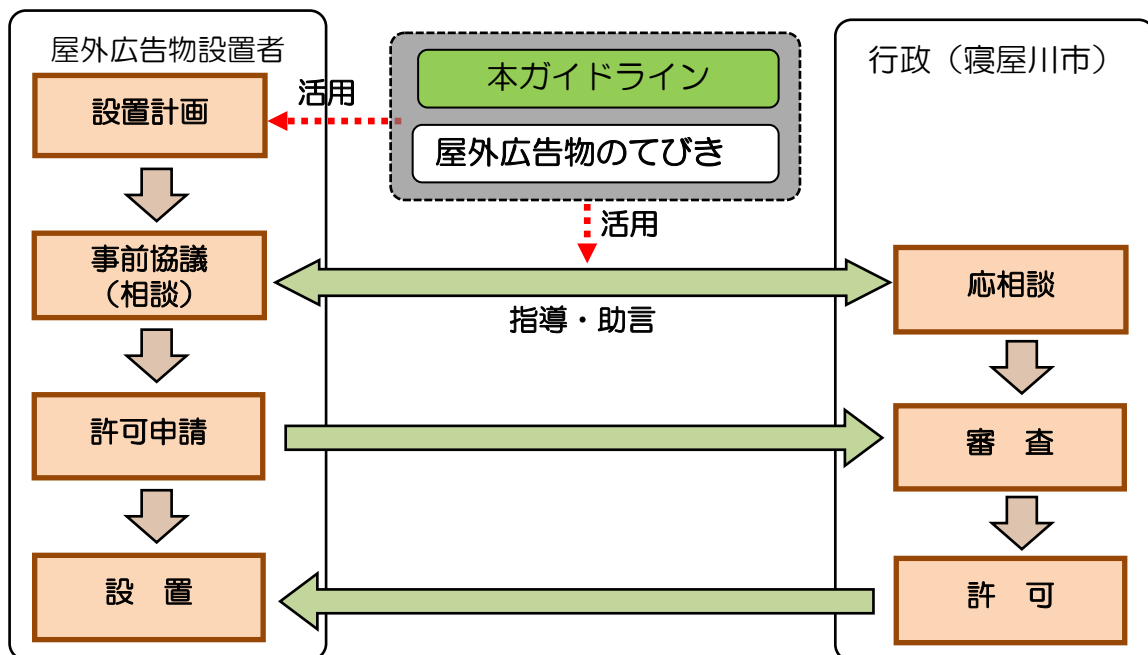 屋外広告物設置者
設置計画
事前協議
（相談）
許可申請
設　置
活用
本ガイドライン
屋外広告物のてびき
活用
指導・助言
行政（寝屋川市）
応相談
審　査
許　可